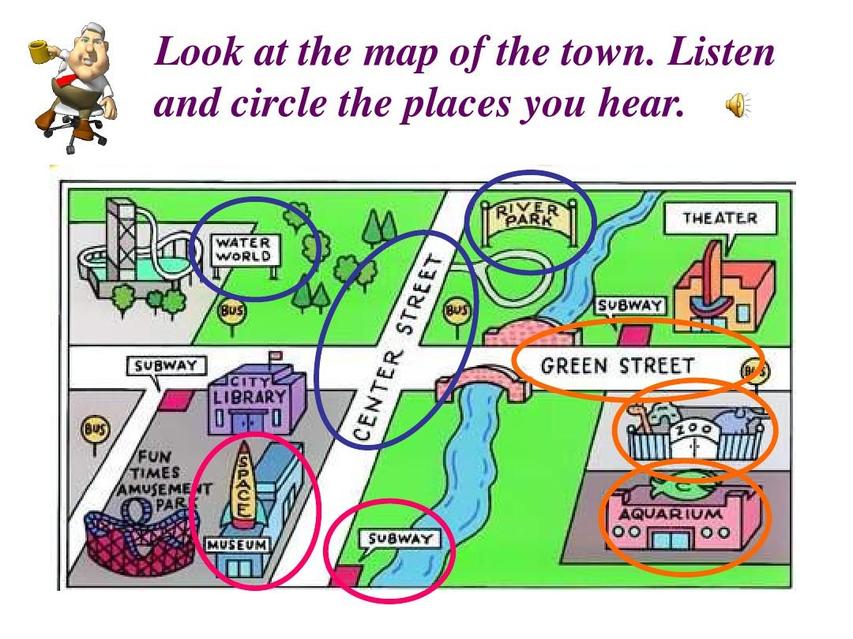 Look at the map of the town. Listen
and circle the places you hear.
RIVER
PARK
THEATER
WATER
WORLD
BUS
BUS
SUBWAY
CENTER STREET
SUBWAY
GREEN STREET
BUS
CITY
LIBRARY
BUS
ZOO
FUN
TIMES
AMUSEMENT
PARK
SPACE
MUSEUM
AQUARIUM
SUBWAY